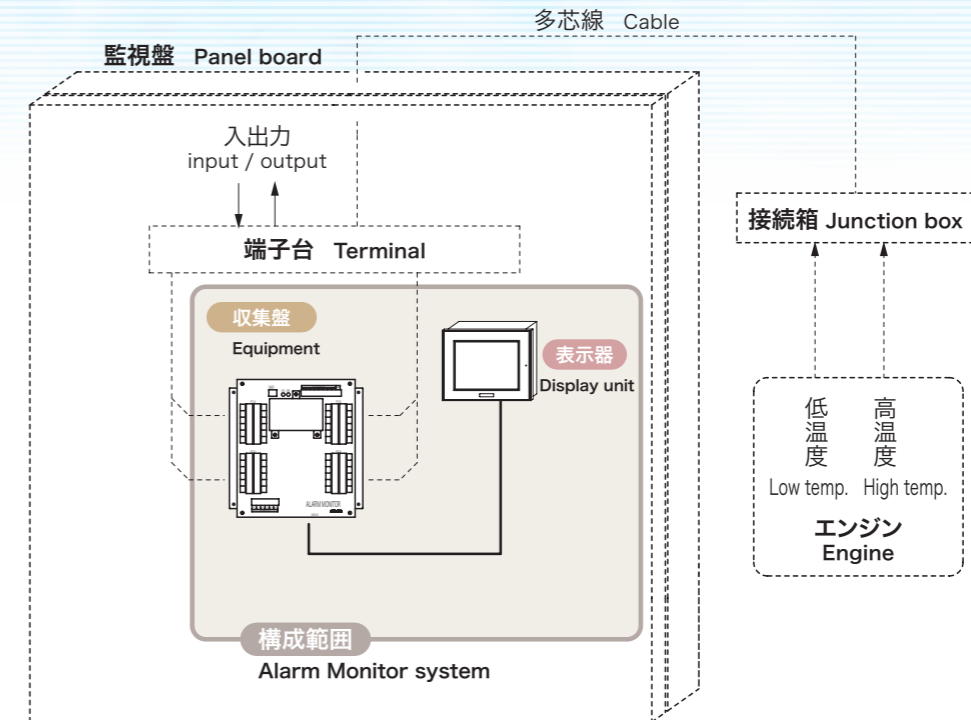 多芯線 Cable
監視盤 Panel board
入出力
input / output
端子台 Terminal
接続箱 Junction box
収集盤
Equipment
表示器
Display unit
ALARM MONITOR
低温度
高温度
Low temp. High temp.
エンジン
Engine
構成範囲
Alarm Monitor system